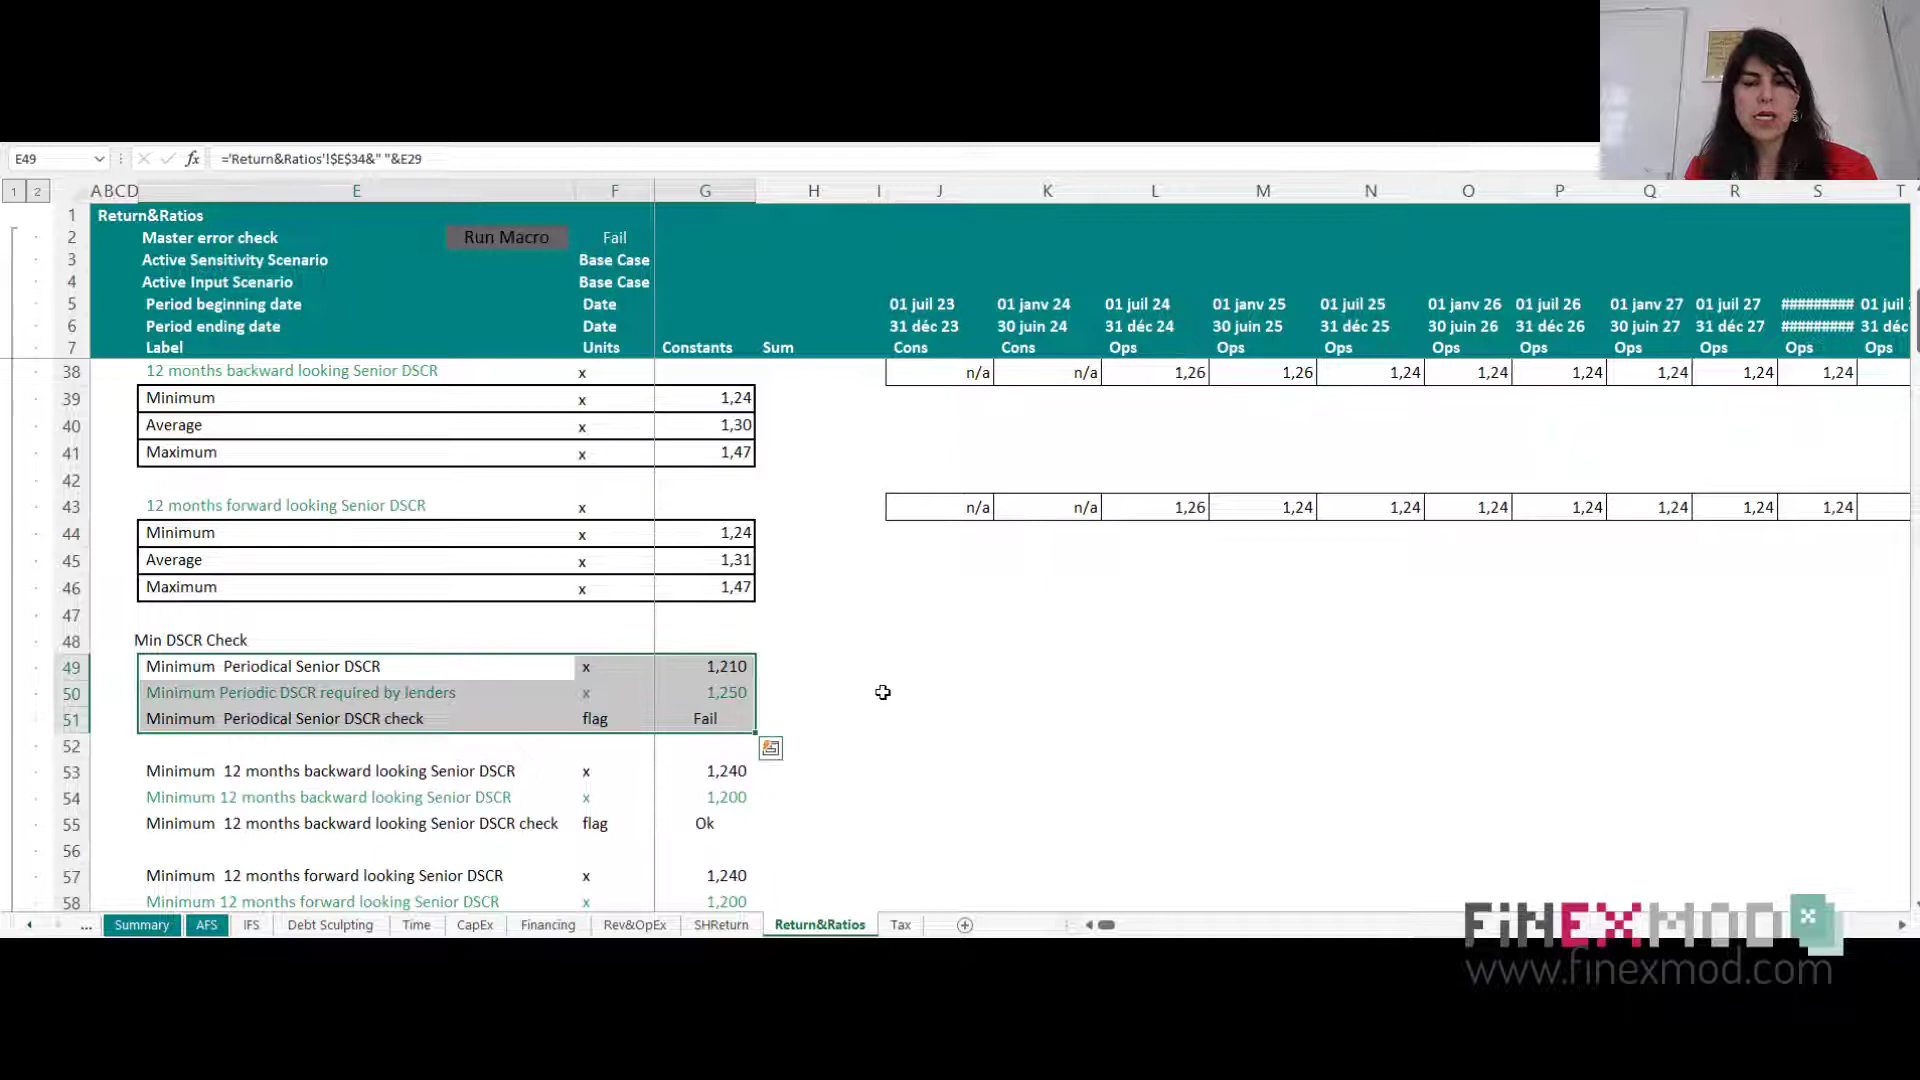 E49 fx ='Return&Ratios'!$E$34&" "&E29
1 2 ABCD E F G H I J K L M N O P Q R S T
1 Return&Ratios
2 Master error check Run Macro Fail
3 Active Sensitivity Scenario Base Case
4 Active Input Scenario Base Case
5 Period beginning date Date 01 juil 23 01 janv 24 01 juil 24 01 janv 25 01 juil 25 01 janv 26 01 juil 26 01 janv 27 01 juil 27 ######### 01 juil
6 Period ending date Date 31 déc 23 30 juin 24 31 déc 24 30 juin 25 31 déc 25 30 juin 26 31 déc 26 30 juin 27 31 déc 27 ######### 31 déc
7 Label Units Constants Sum Cons Cons Ops Ops Ops Ops Ops Ops Ops Ops Ops
38 12 months backward looking Senior DSCR x n/a n/a 1,26 1,26 1,24 1,24 1,24 1,24 1,24 1,24
39 Minimum x 1,24
40 Average x 1,30
41 Maximum x 1,47
42
43 12 months forward looking Senior DSCR x n/a n/a 1,26 1,24 1,24 1,24 1,24 1,24 1,24 1,24
44 Minimum x 1,24
45 Average x 1,31
46 Maximum x 1,47
47
48 Min DSCR Check
49 Minimum Periodical Senior DSCR x 1,210
50 Minimum Periodic DSCR required by lenders x 1,250
51 Minimum Periodical Senior DSCR check flag Fail
52
53 Minimum 12 months backward looking Senior DSCR x 1,240
54 Minimum 12 months backward looking Senior DSCR x 1,200
55 Minimum 12 months backward looking Senior DSCR check flag Ok
56
57 Minimum 12 months forward looking Senior DSCR x 1,240
58 Minimum 12 months forward looking Senior DSCR x 1,200
... Summary AFS IFS Debt Sculpting Time CapEx Financing Rev&OpEx SHReturn Return&Ratios Tax
FiNEXMOD x
www.finexmod.com